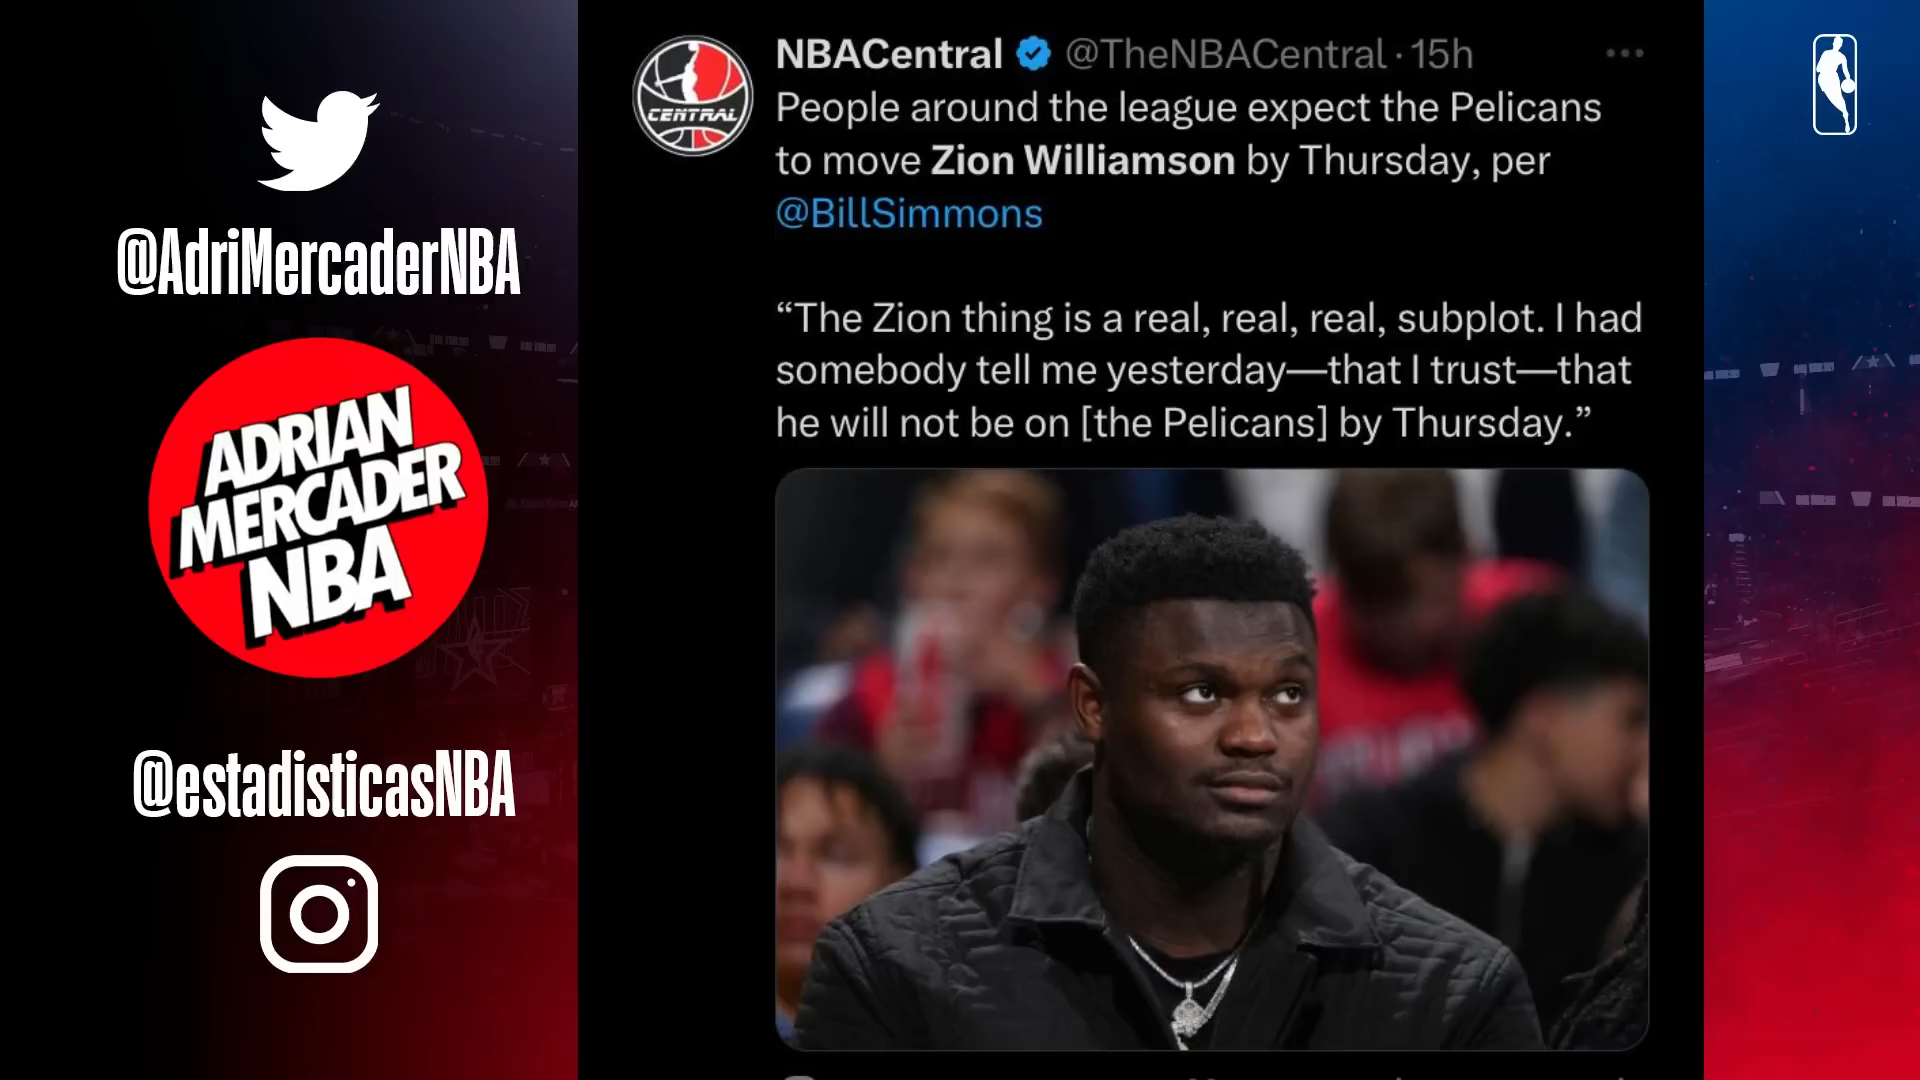 @AdriMercaderNBA
ADRIAN
MERCADER
NBA
@estadisticasNBA
CENTRAL
NBACentral @TheNBACentral · 15h
People around the league expect the Pelicans
to move Zion Williamson by Thursday, per
@BillSimmons
“The Zion thing is a real, real, real, subplot. I had
somebody tell me yesterday—that I trust—that
he will not be on [the Pelicans] by Thursday.”